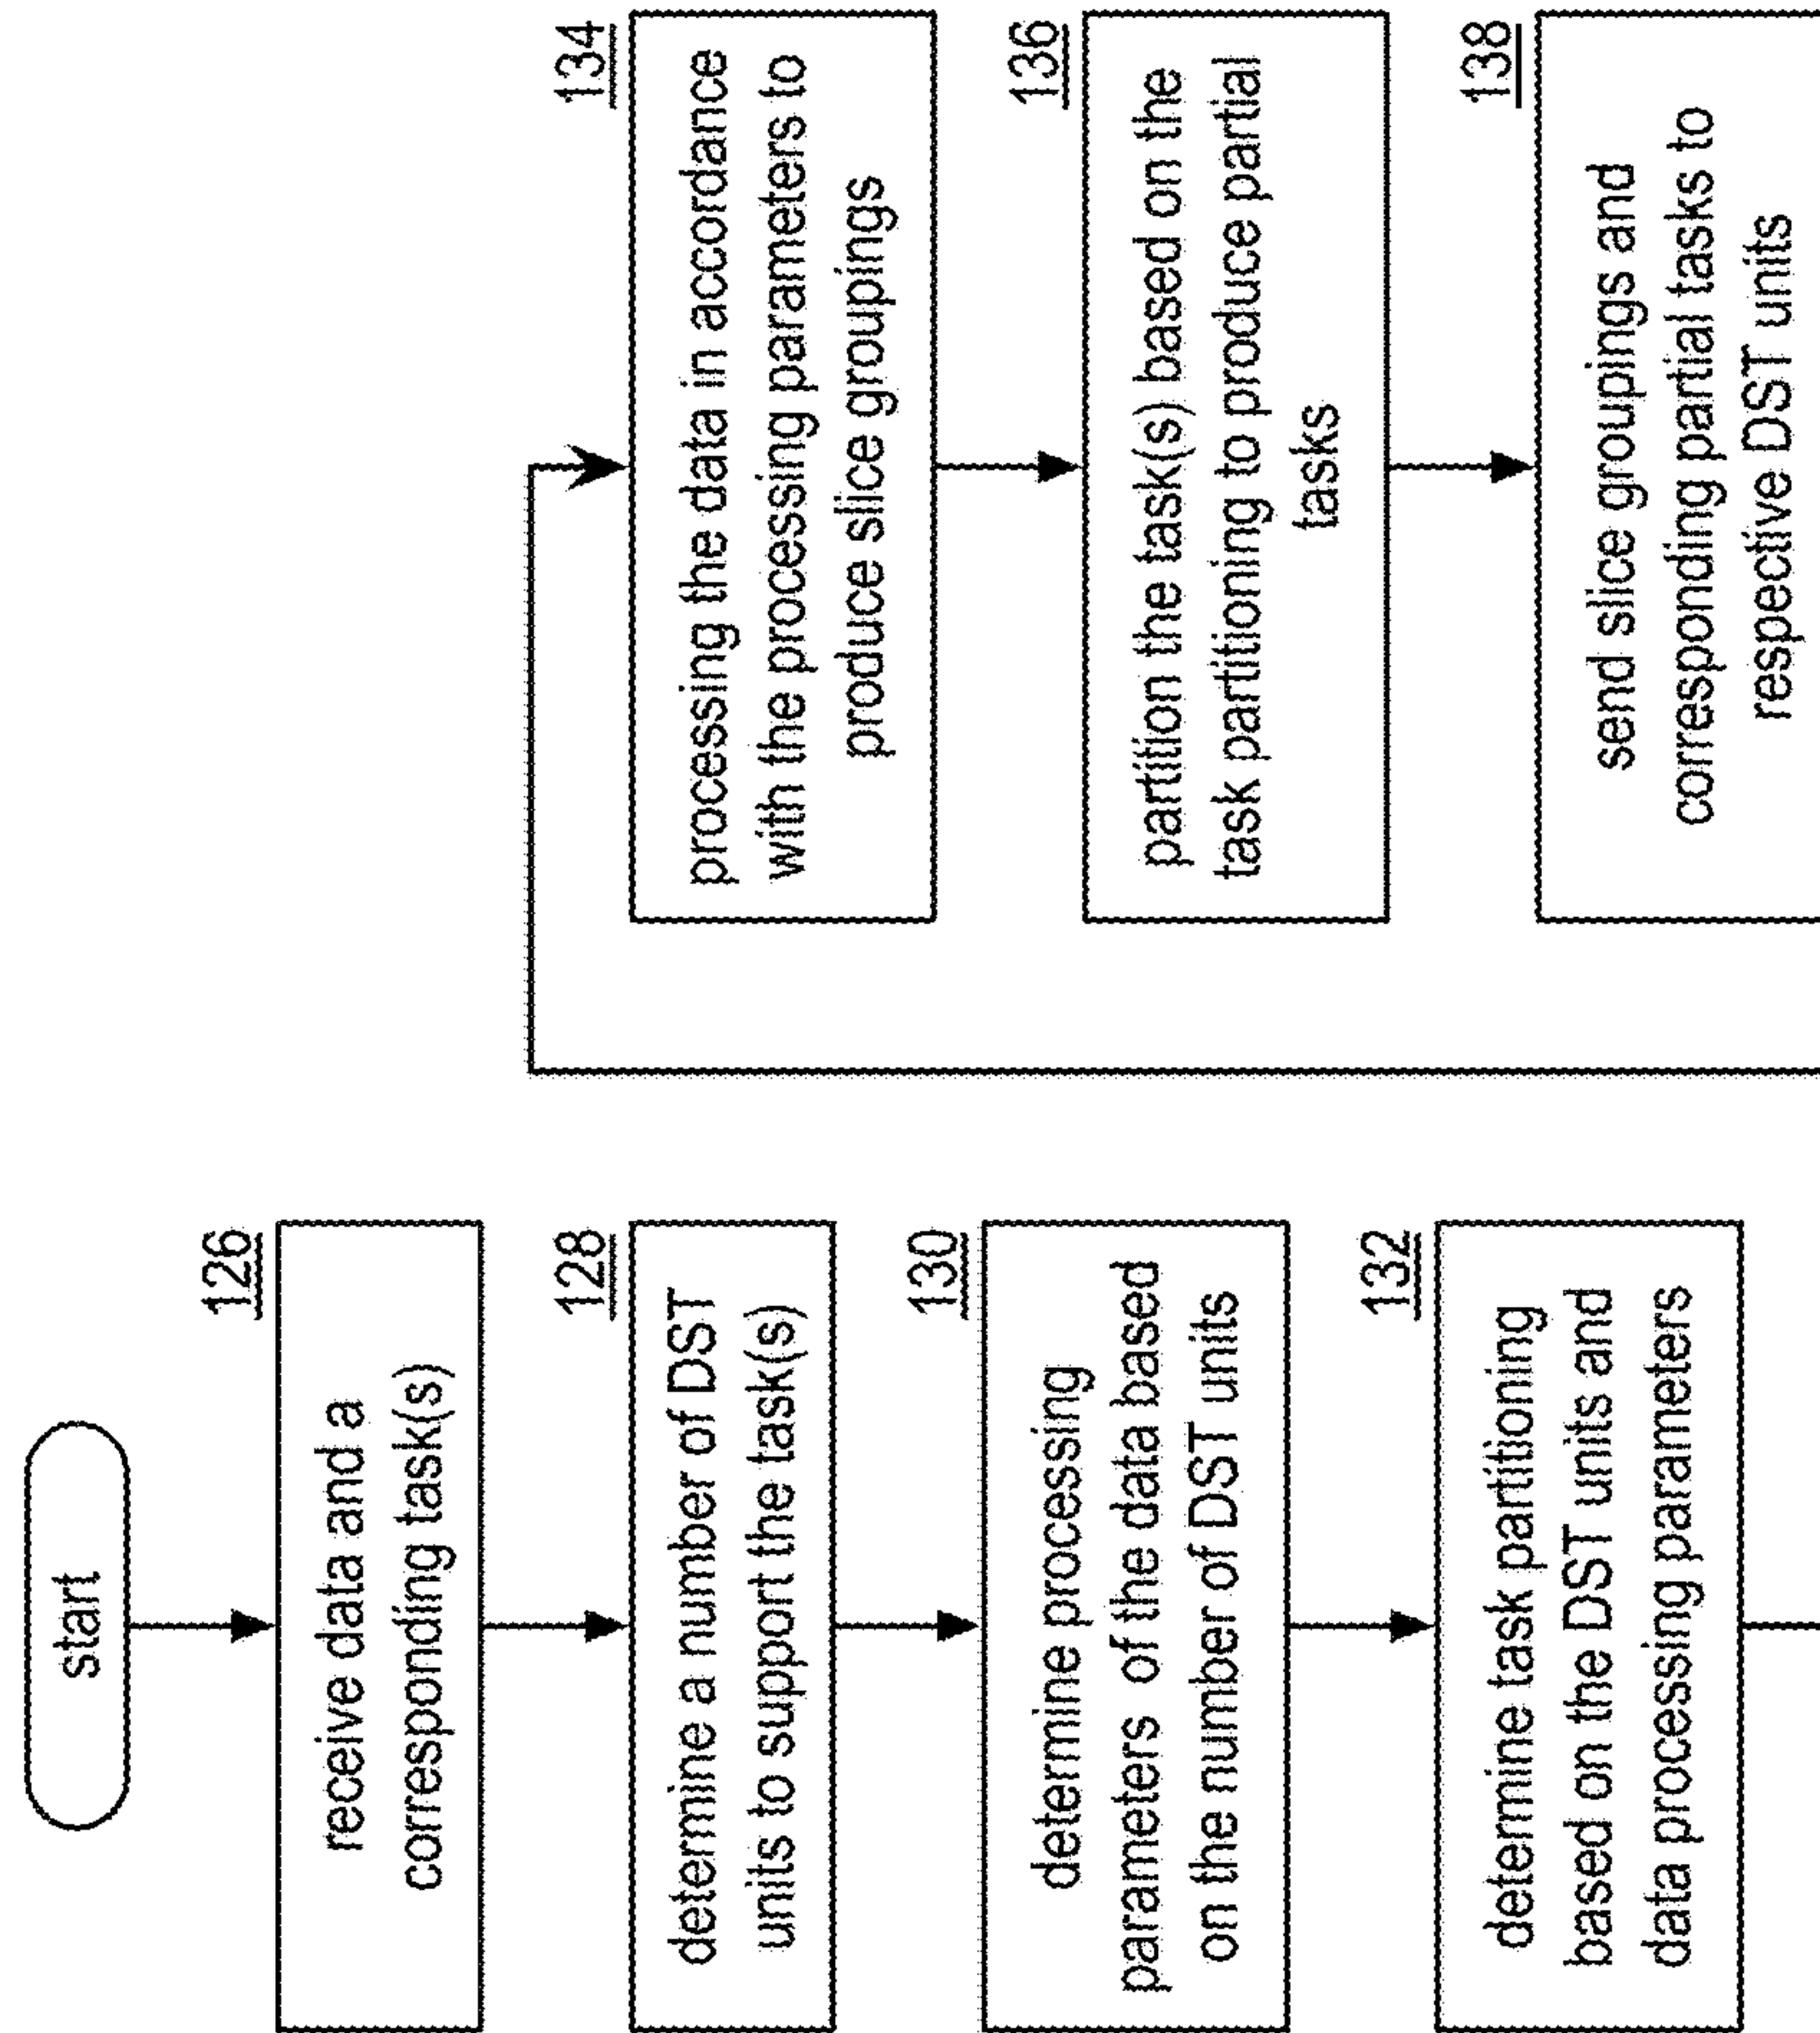 start
126
receive data and a
corresponding task(s)
128
determine a number of DST
units to support the task(s)
130
determine processing
parameters of the data based
on the number of DST units
132
determine task partitioning
based on the DST units and
data processing parameters
134
processing the data in accordance
with the processing parameters to
produce slice groupings
136
partition the task(s) based on the
task partitioning to produce partial
tasks
138
send slice groupings and
corresponding partial tasks to
respective DST units